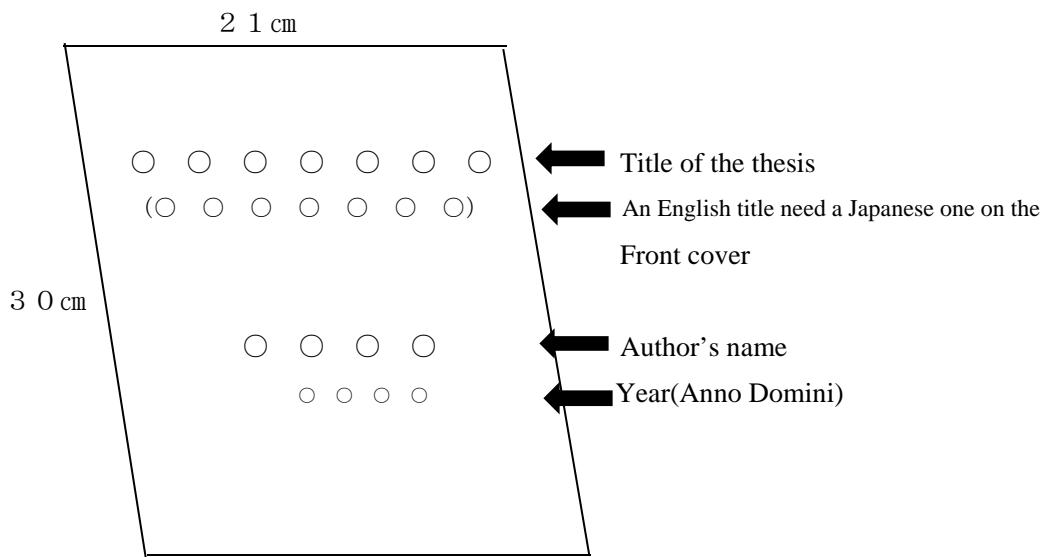 ２１㎝
○ ○ ○ ○ ○ ○ ○
Title of the thesis
(○ ○ ○ ○ ○ ○ ○)
An English title need a Japanese one on the
Front cover
３０㎝
○ ○ ○ ○
Author’s name
○ ○ ○ ○
Year(Anno Domini)